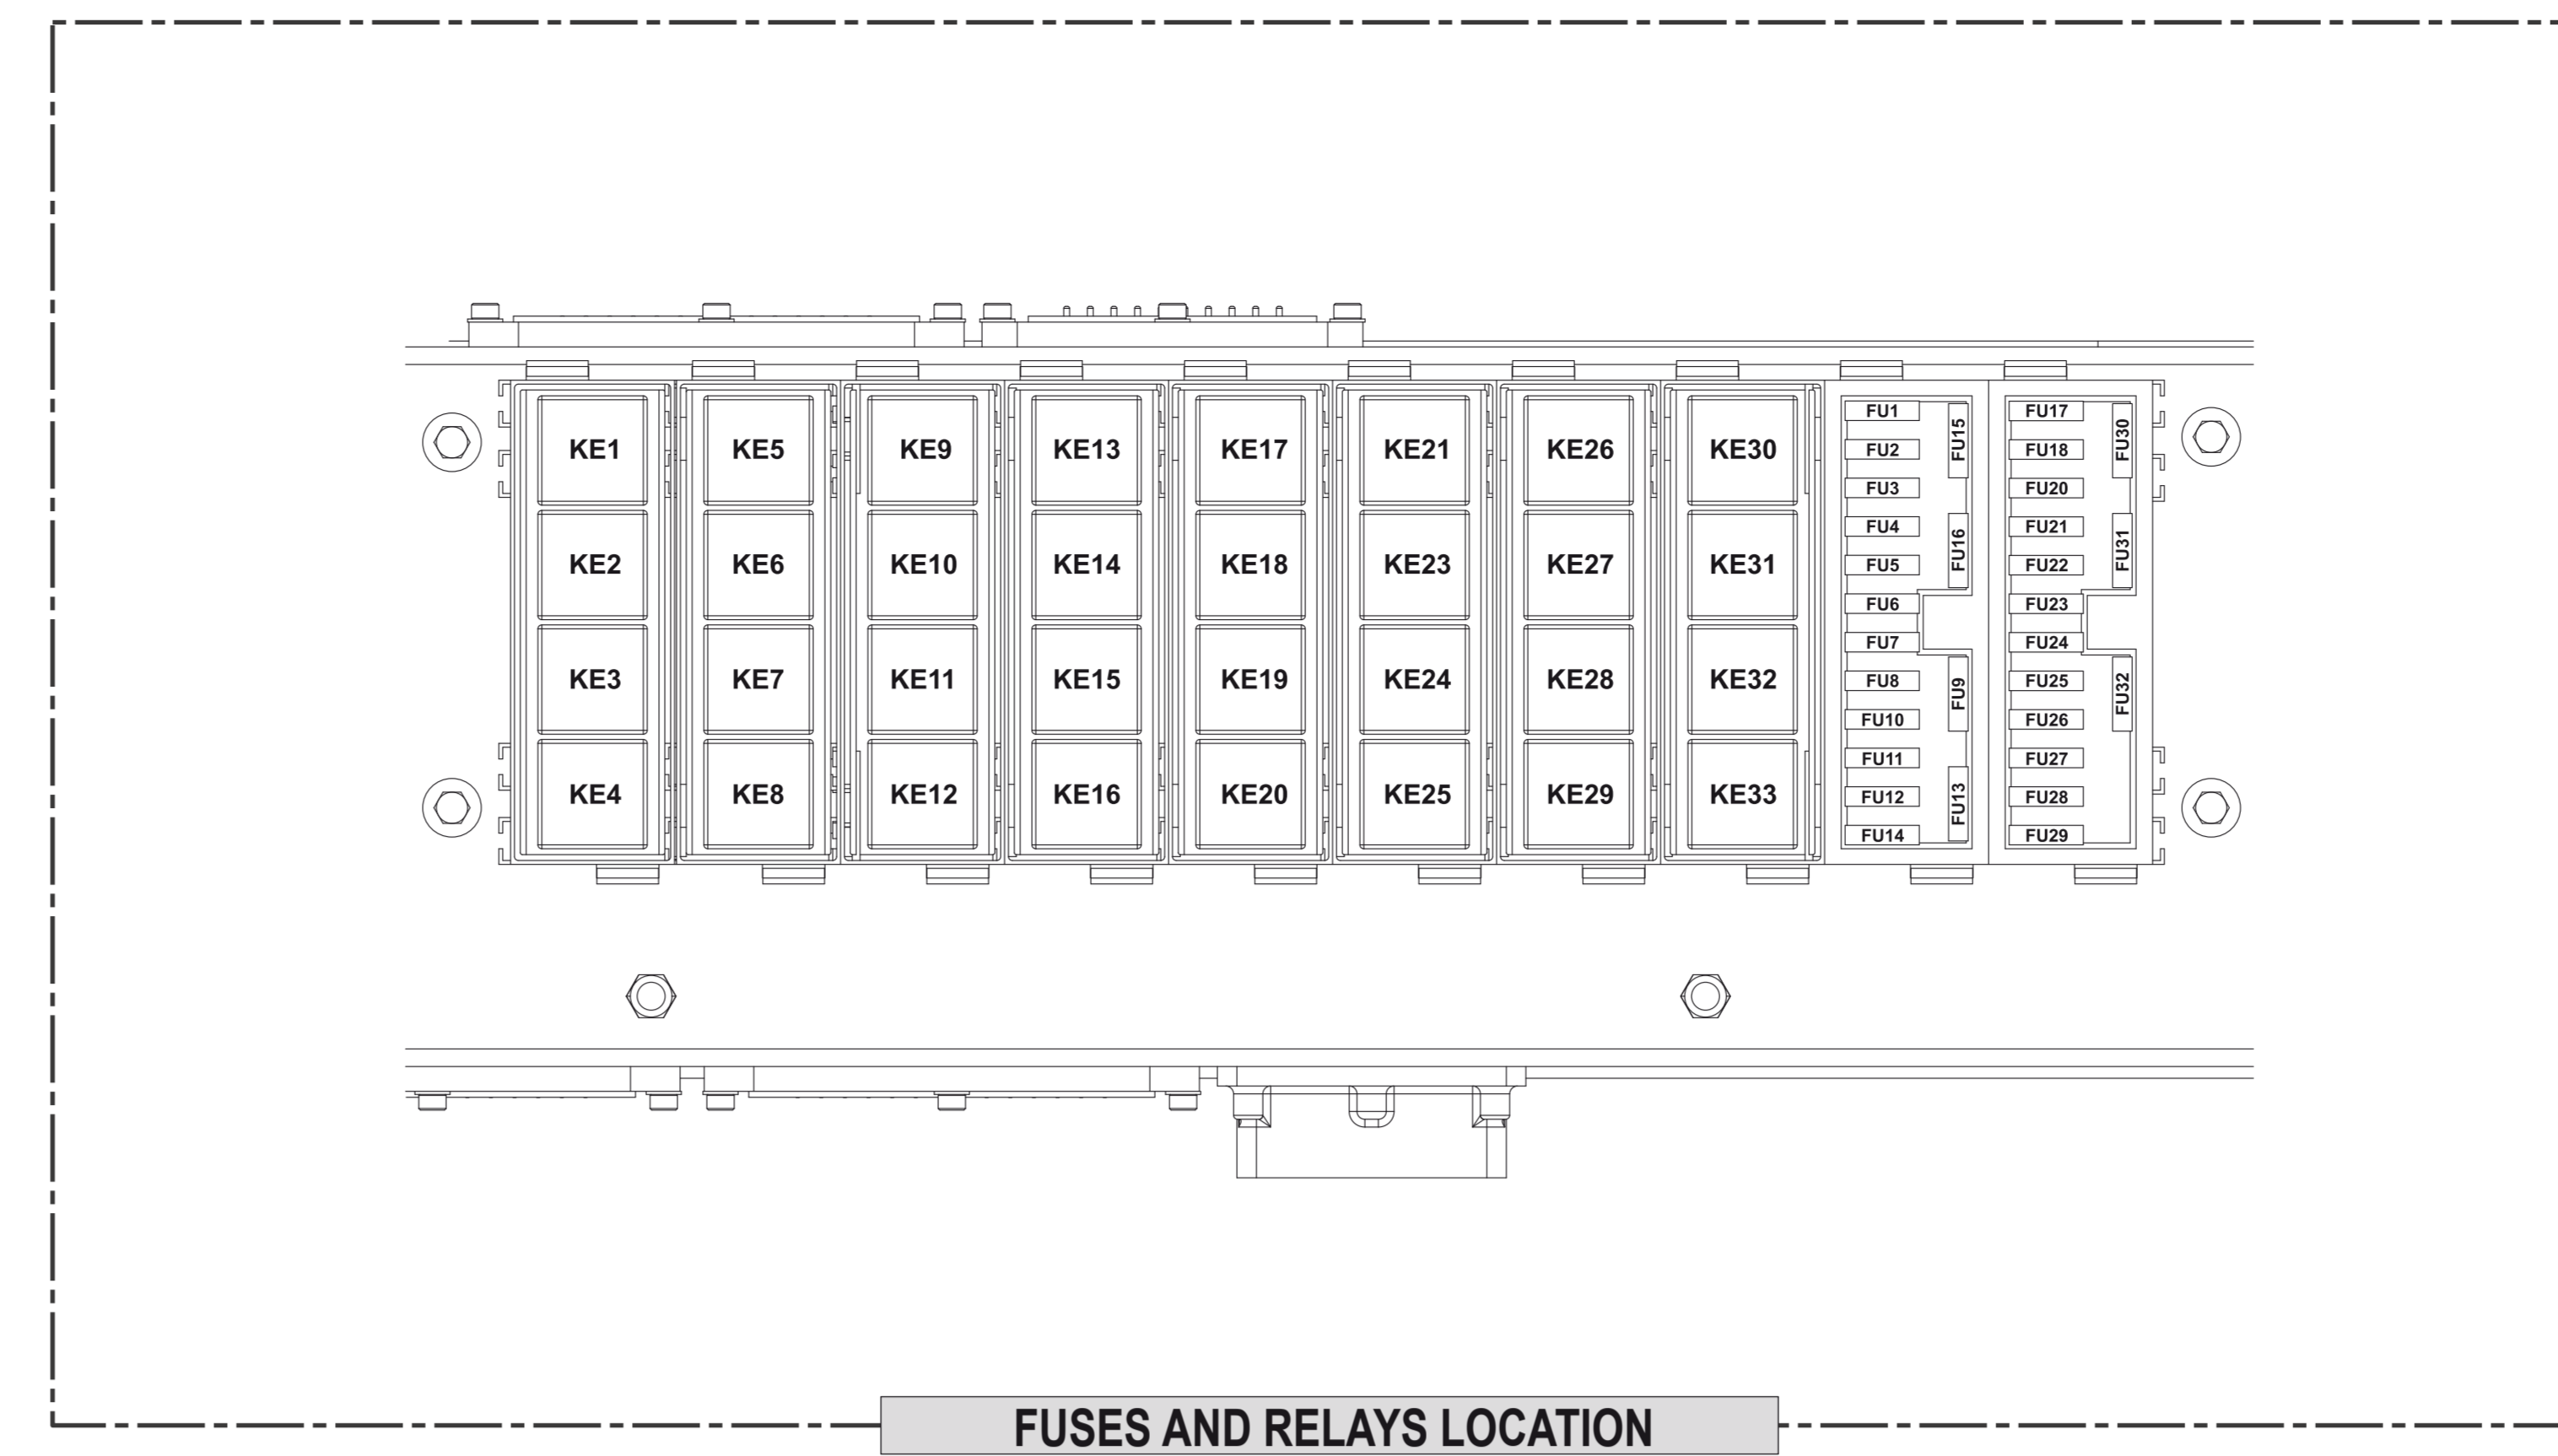 KE1 KE5 KE9 KE13 KE17 KE21 KE26 KE30
KE2 KE6 KE10 KE14 KE18 KE23 KE27 KE31
KE3 KE7 KE11 KE15 KE19 KE24 KE28 KE32
KE4 KE8 KE12 KE16 KE20 KE25 KE29 KE33
FU1
FU2
FU3
FU4
FU5
FU6
FU7
FU8
FU10
FU11
FU12
FU14
FU15
FU16
FU9
FU13
FU17
FU18
FU20
FU21
FU22
FU23
FU24
FU25
FU26
FU27
FU28
FU29
FU30
FU31
FU32
FUSES AND RELAYS LOCATION